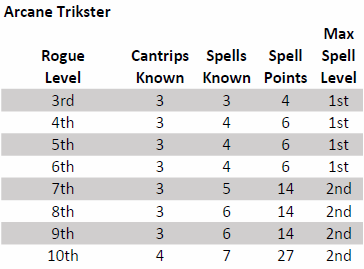 Arcane Trikster
Max
Rogue Cantrips Spells Spell Spell
Level Known Known Points Level
3rd 3 3 4 1st
4th 3 4 6 1st
5th 3 4 6 1st
6th 3 4 6 1st
7th 3 5 14 2nd
8th 3 6 14 2nd
9th 3 6 14 2nd
10th 4 7 27 2nd